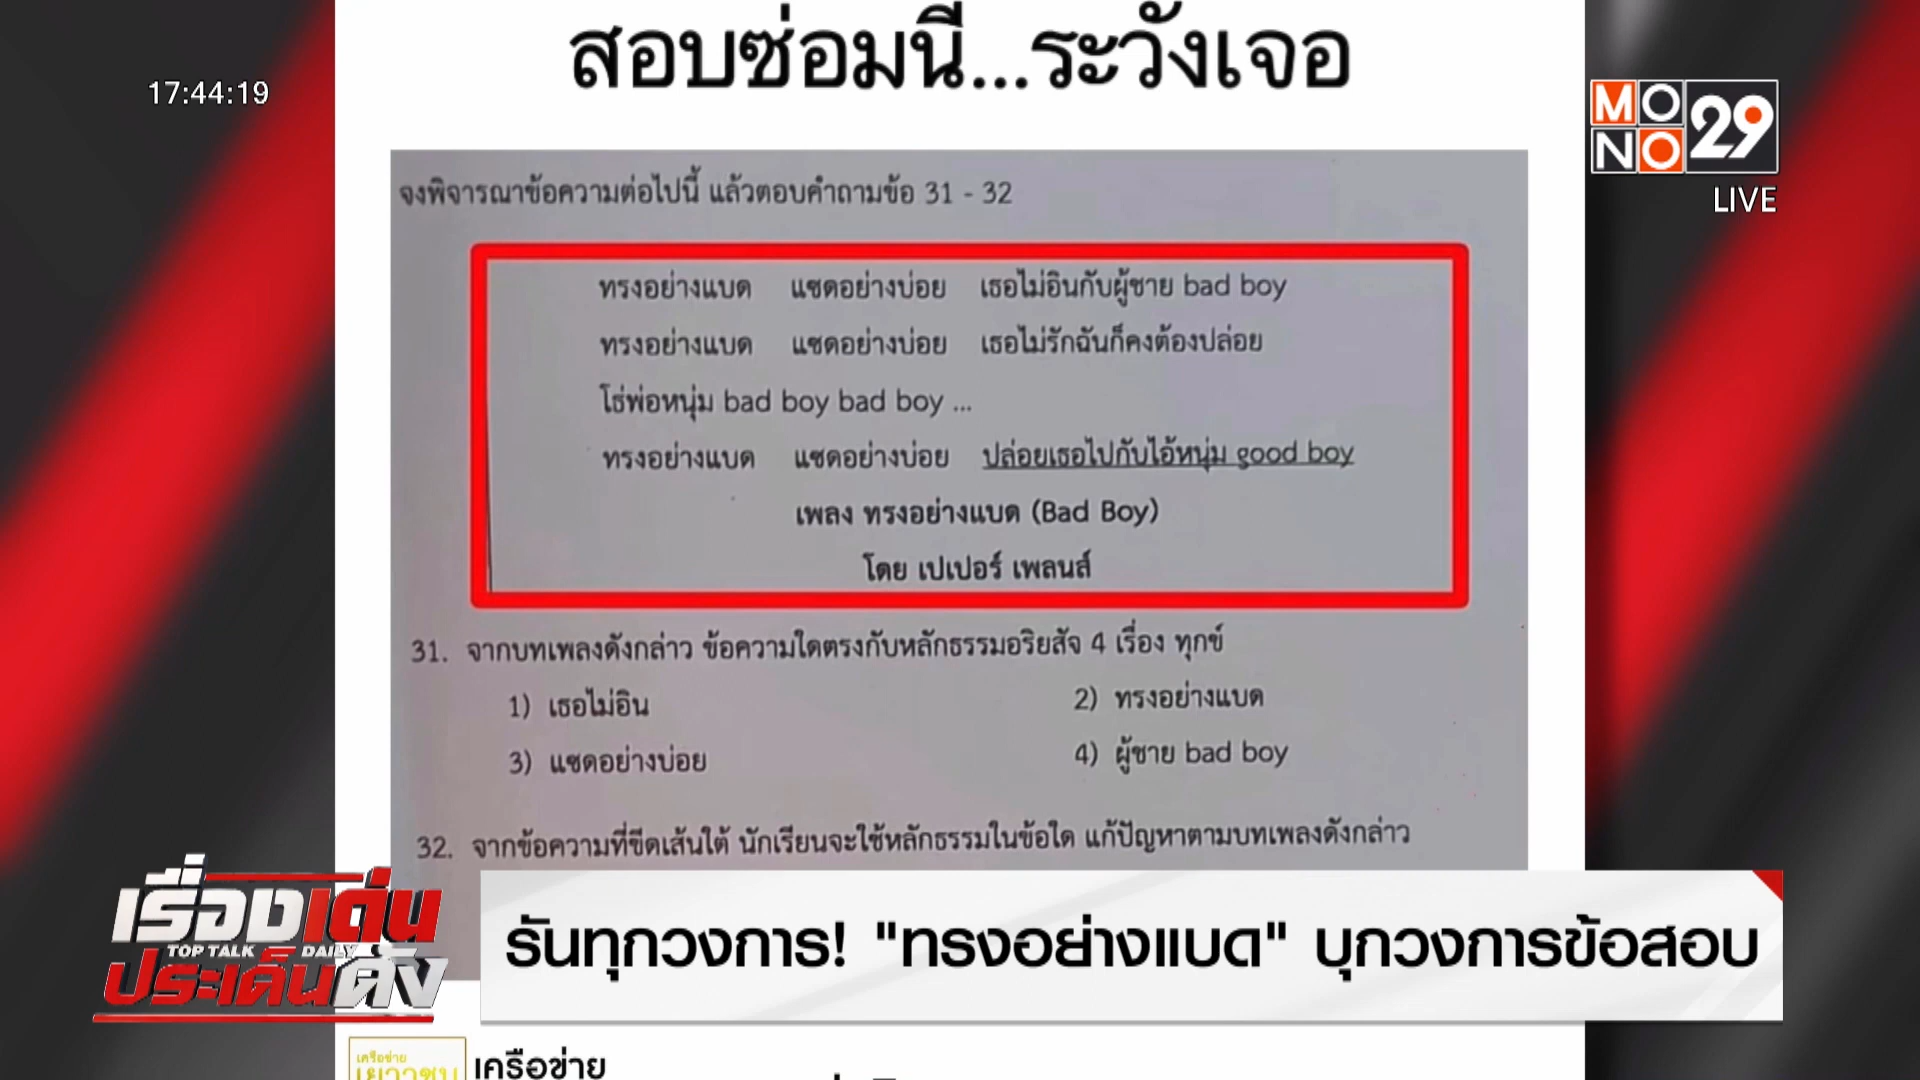 สอบซ่อมนี้...ระวังเจอ
17:44:19
MONO 29
LIVE
จงพิจารณาข้อความต่อไปนี้ แล้วตอบคำถามข้อ 31 - 32
ทรงอย่างแบด แซดอย่างบ่อย เธอไม่อินกับผู้ชาย bad boy
ทรงอย่างแบด แซดอย่างบ่อย เธอไม่รักฉันก็คงต้องปล่อย
โธ่พ่อหนุ่ม bad boy bad boy ...
ทรงอย่างแบด แซดอย่างบ่อย ปล่อยเธอไปกับไอ้หนุ่ม good boy
เพลง ทรงอย่างแบด (Bad Boy)
โดย เปเปอร์ เพลนส์
31. จากบทเพลงดังกล่าว ข้อความใดตรงกับหลักธรรมอริยสัจ 4 เรื่อง ทุกข์
1) เธอไม่อิน 2) ทรงอย่างแบด
3) แซดอย่างบ่อย 4) ผู้ชาย bad boy
32. จากข้อความที่ขีดเส้นใต้ นักเรียนจะใช้หลักธรรมในข้อใด แก้ปัญหาตามบทเพลงดังกล่าว
เรื่องเด่น
TOP TALK DAILY
ประเด็นดัง
รันทุกวงการ! "ทรงอย่างแบด" บุกวงการข้อสอบ
เครือข่าย
เยาวชน
เครือข่าย